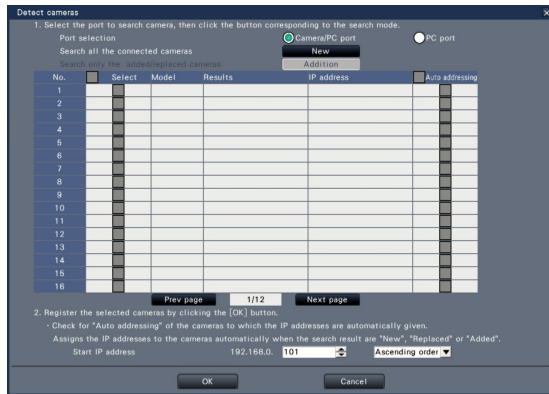 Detect cameras
1. Select the port to search camera, then click the button corresponding to the search mode.
Port selection Camera/PC port PC port
Search all the connected cameras New
Search only the added/replaced cameras Addition
No. Select Model Results IP address Auto addressing
1
2
3
4
5
6
7
8
9
10
11
12
13
14
15
16
Prev page 1/12 Next page
2. Register the selected cameras by clicking the [OK] button.
・Check for "Auto addressing" of the cameras to which the IP addresses are automatically given.
Assigns the IP addresses to the cameras automatically when the search result are "New", "Replaced" or "Added".
Start IP address 192.168.0. 101 Ascending order
OK Cancel